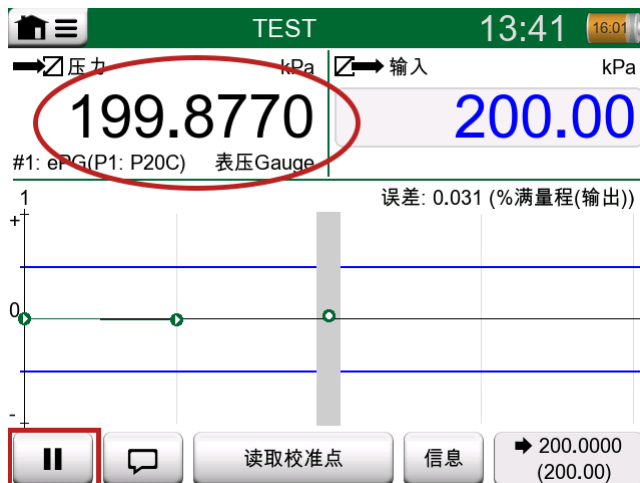 TEST 13:41 16:01
压力 kPa 输入 kPa
199.8770 200.00
#1: ePG(P1: P20C) 表压Gauge
误差: 0.031 (%满量程(输出))
1
+
0
-
读取校准点 信息 200.0000
(200.00)